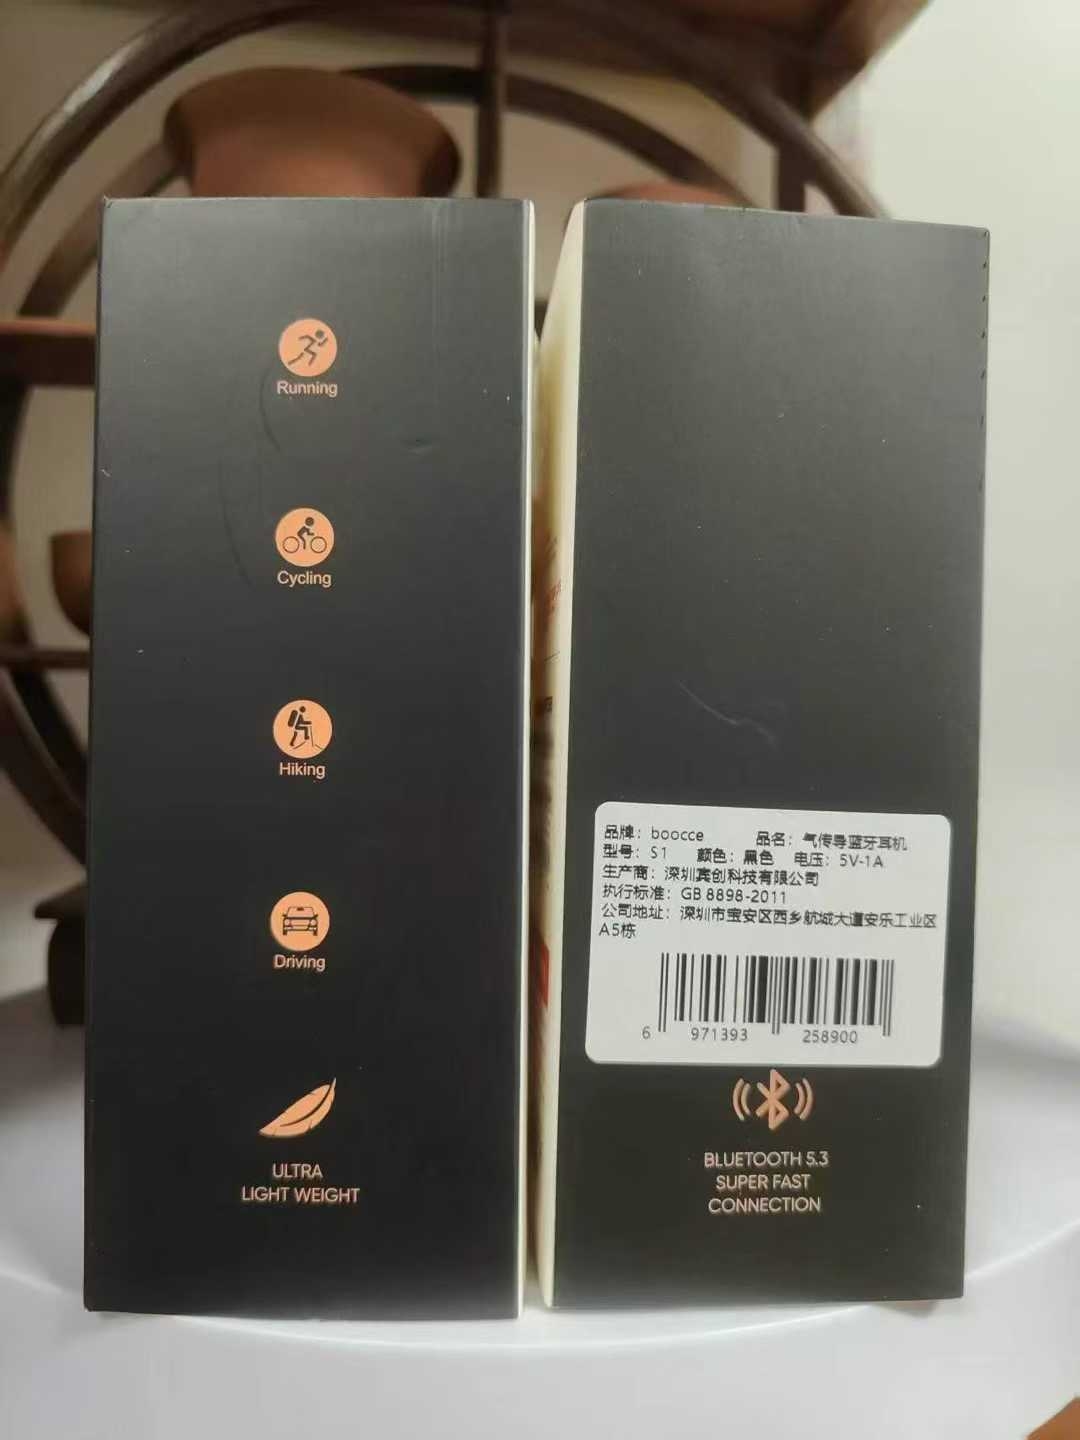 Running
Cycling
Hiking
Driving
ULTRA
LIGHT WEIGHT
品牌：boocce 品名：气传导蓝牙耳机
型号：S1 颜色：黑色 电压：5V-1A
生产商：深圳宾创科技有限公司
执行标准：GB 8898-2011
公司地址：深圳市宝安区西乡航城大道安乐工业区
A5栋
6 971393 258900
BLUETOOTH 5.3
SUPER FAST
CONNECTION